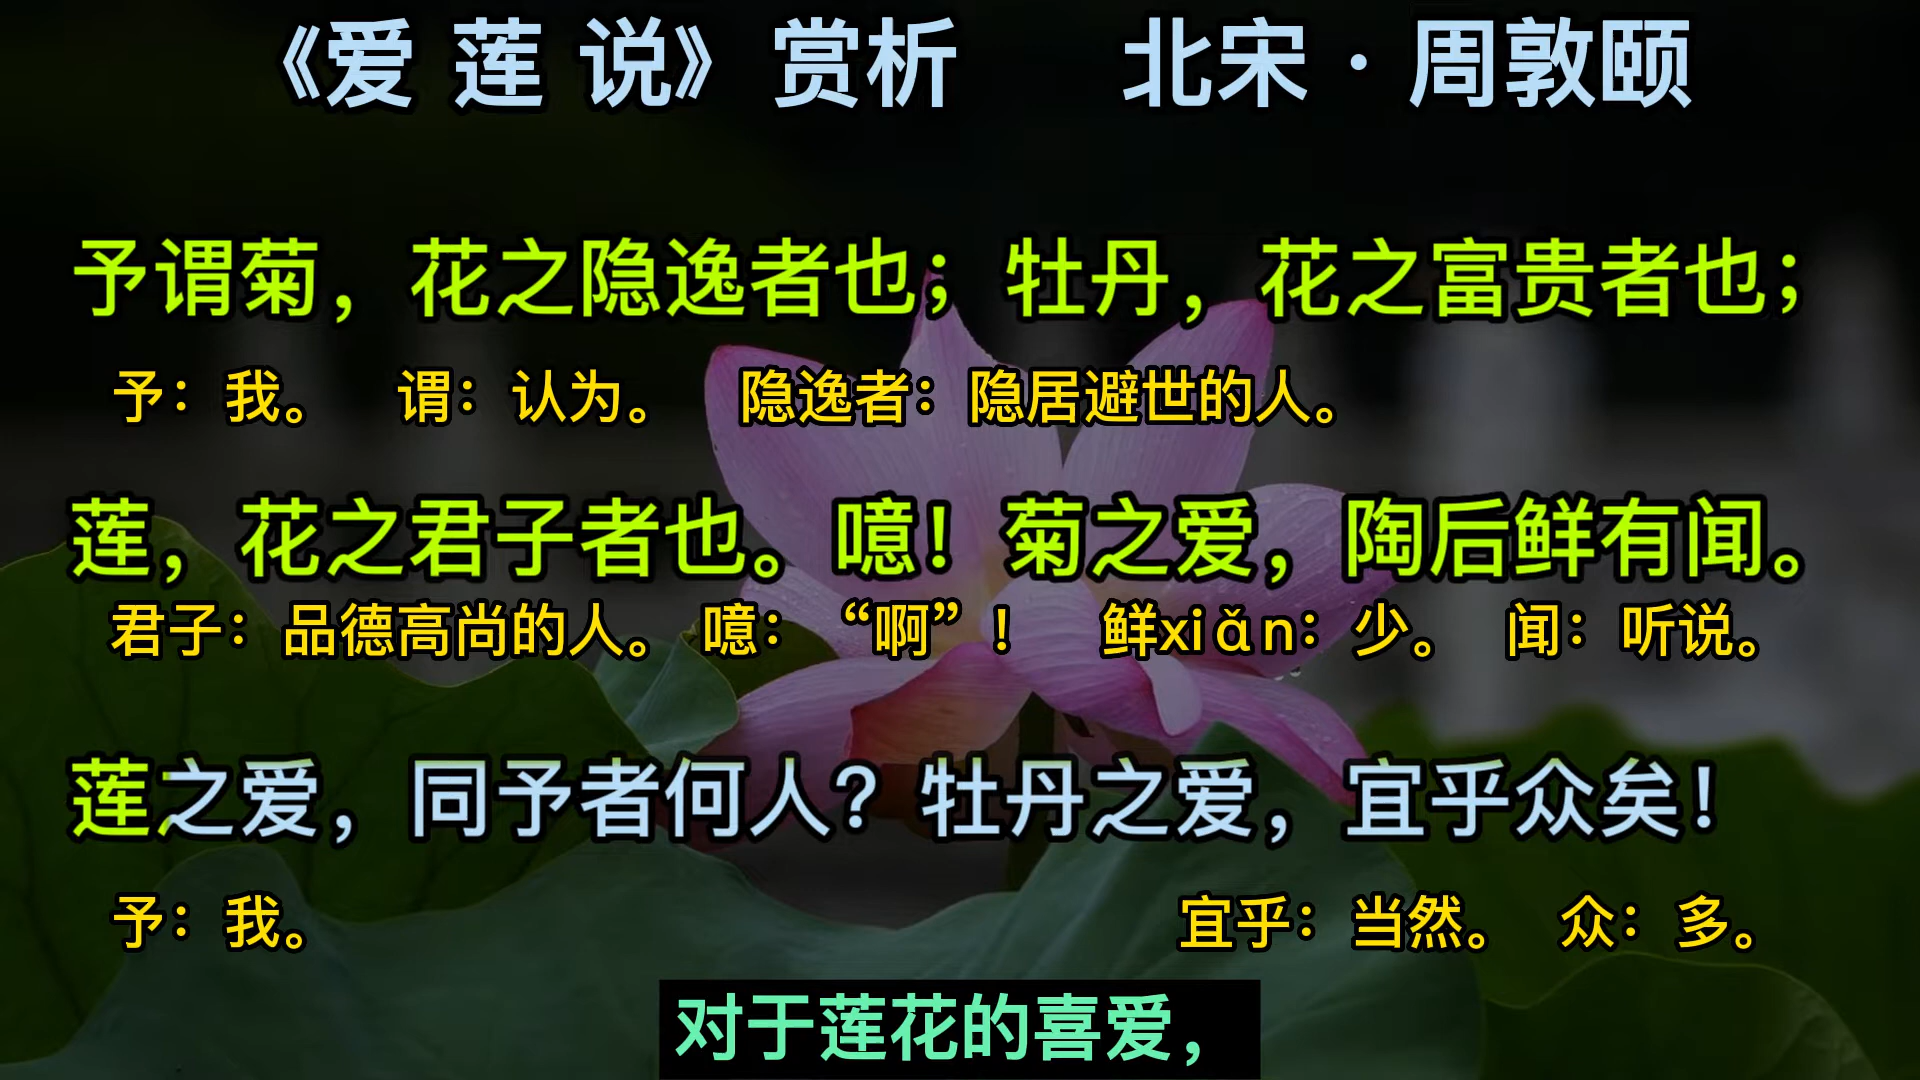 《爱 莲 说》赏析 北宋·周敦颐
予谓菊，花之隐逸者也；牡丹，花之富贵者也；
予：我。 谓：认为。 隐逸者：隐居避世的人。
莲，花之君子者也。噫！菊之爱，陶后鲜有闻。
君子：品德高尚的人。 噫：“啊”！ 鲜xiǎn：少。 闻：听说。
莲之爱，同予者何人？牡丹之爱，宜乎众矣！
予：我。 宜乎：当然。 众：多。
对于莲花的喜爱，